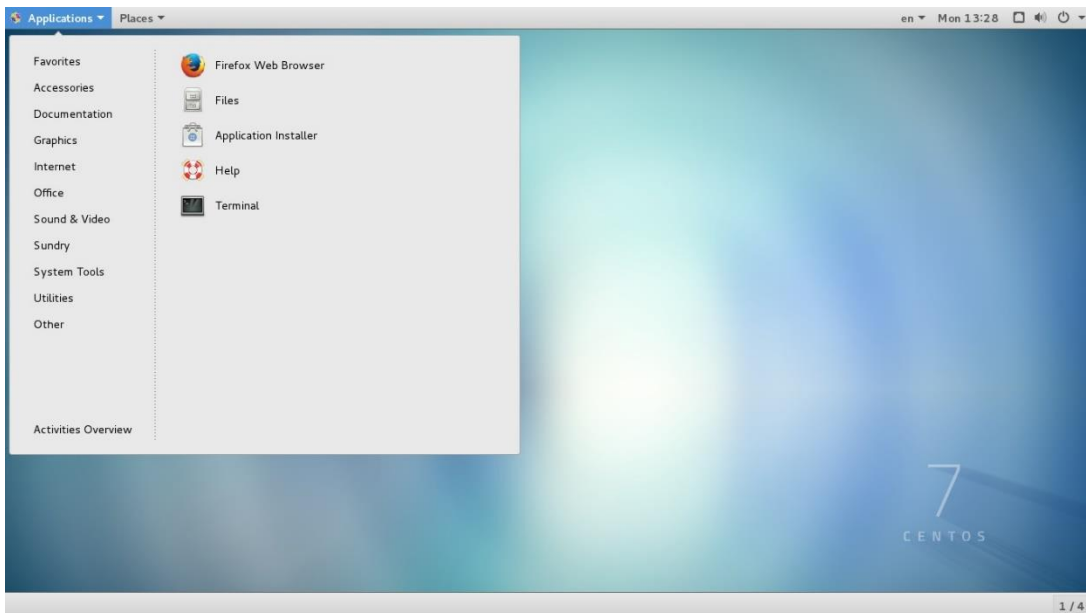 Applications Places en Mon 13:28
Favorites
Accessories
Documentation
Graphics
Internet
Office
Sound & Video
Sundry
System Tools
Utilities
Other
Activities Overview
Firefox Web Browser
Files
Application Installer
Help
Terminal
7
CENTOS
1 / 4